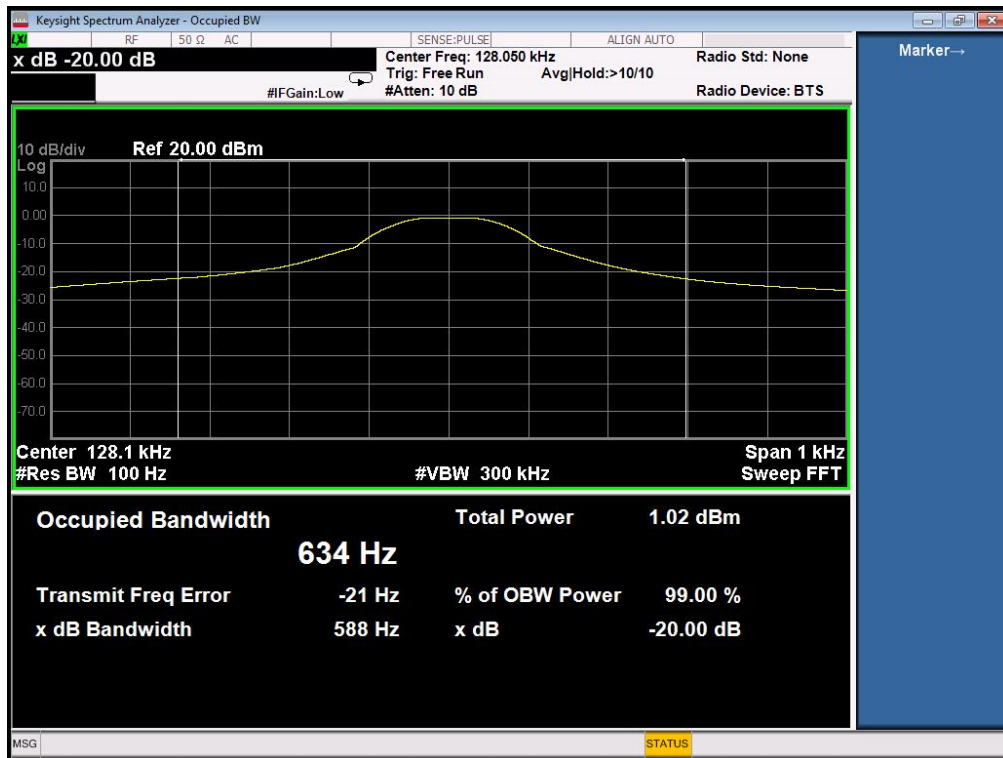 Keysight Spectrum Analyzer - Occupied BW
LXI RF 50 Ω AC SENSE:PULSE ALIGN AUTO
x dB -20.00 dB
Center Freq: 128.050 kHz
Radio Std: None
Trig: Free Run Avg|Hold:>10/10
#IFGain:Low #Atten: 10 dB
Radio Device: BTS
Marker→
10 dB/div Ref 20.00 dBm
Log
10.0
0.00
-10.0
-20.0
-30.0
-40.0
-50.0
-60.0
-70.0
Center 128.1 kHz Span 1 kHz
#Res BW 100 Hz #VBW 300 kHz Sweep FFT
Occupied Bandwidth Total Power 1.02 dBm
634 Hz
Transmit Freq Error -21 Hz % of OBW Power 99.00 %
x dB Bandwidth 588 Hz x dB -20.00 dB
MSG STATUS